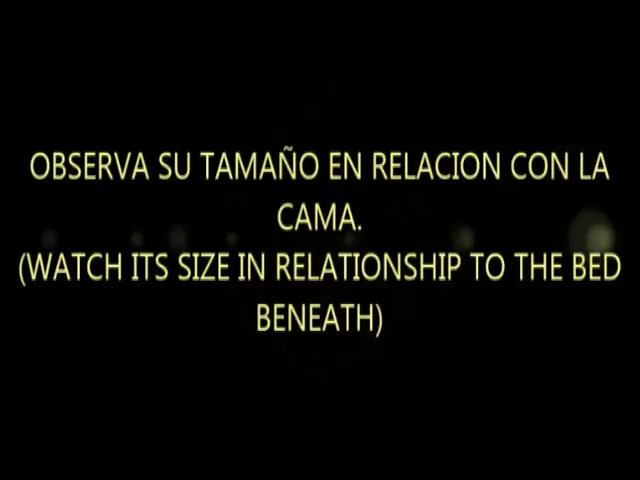 OBSERVA SU TAMAÑO EN RELACION CON LA
CAMA.
(WATCH ITS SIZE IN RELATIONSHIP TO THE BED
BENEATH)